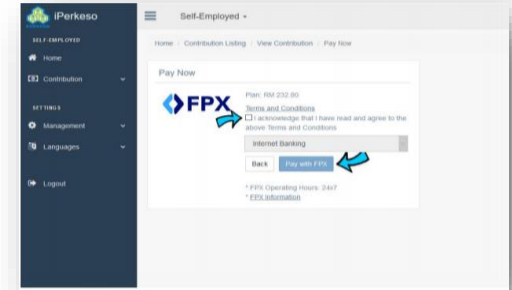 iPerkeso
Self-Employed
SELF-EMPLOYED
Home
Contribution
SETTINGS
Management
Languages
Logout
Home / Contribution Listing / View Contribution / Pay Now
Pay Now
FPX
Plan: RM 232.80
Terms and Conditions
I acknowledge that I have read and agree to the
above Terms and Conditions
Internet Banking
Back Pay with FPX
* FPX Operating Hours: 24x7
* FPX Information